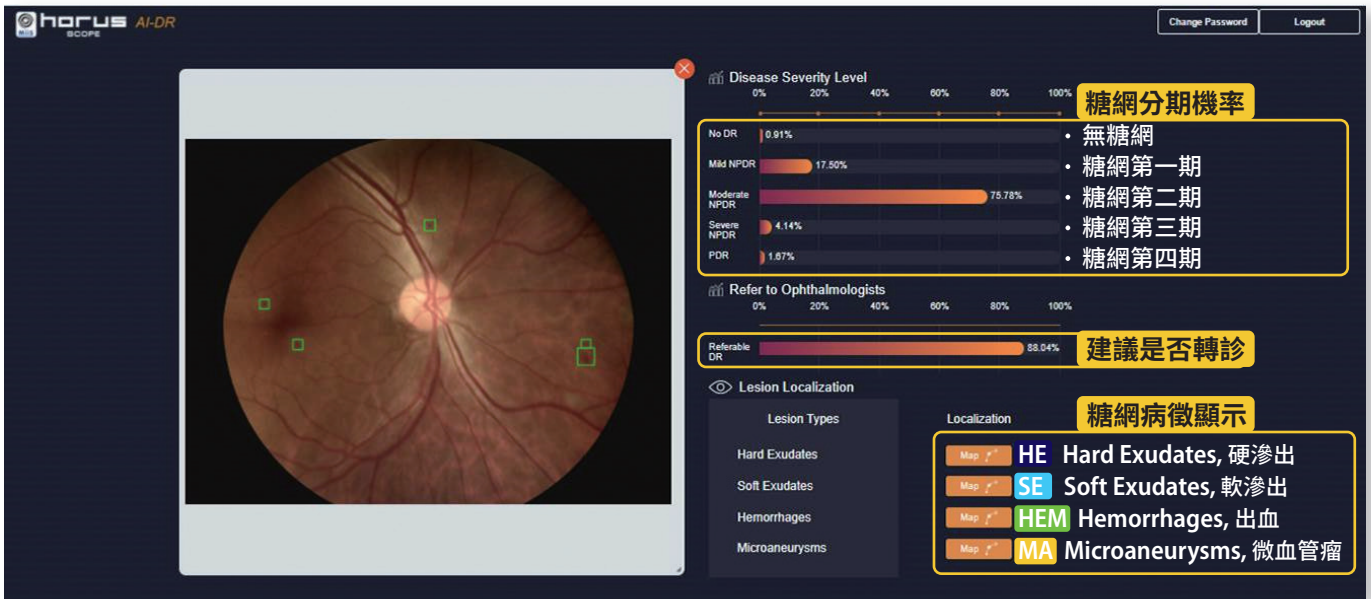 MiiS horus SCOPE AI-DR
Change Password
Logout
Disease Severity Level
0% 20% 40% 60% 80% 100%
糖網分期機率
No DR 0.91% • 無糖網
Mild NPDR 17.50% • 糖網第一期
Moderate NPDR 75.78% • 糖網第二期
Severe NPDR 4.14% • 糖網第三期
PDR 1.67% • 糖網第四期
Refer to Ophthalmologists
0% 20% 40% 60% 80% 100%
Referable DR 88.04%
建議是否轉診
Lesion Localization
Lesion Types
Localization
糖網病徵顯示
Hard Exudates Map HE Hard Exudates, 硬滲出
Soft Exudates Map SE Soft Exudates, 軟滲出
Hemorrhages Map HEM Hemorrhages, 出血
Microaneurysms Map MA Microaneurysms, 微血管瘤